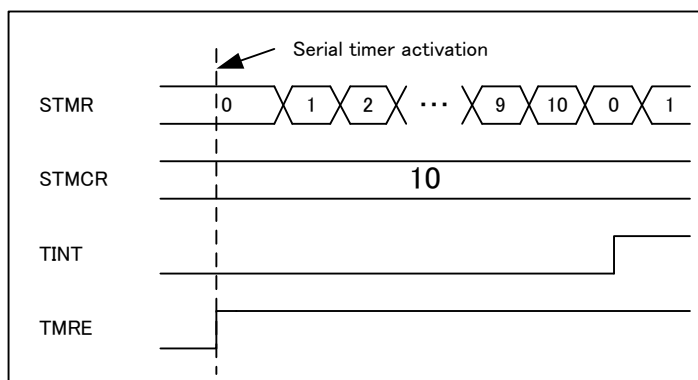 Serial timer activation
STMR 0 1 2 ··· 9 10 0 1
STMCR 10
TINT
TMRE